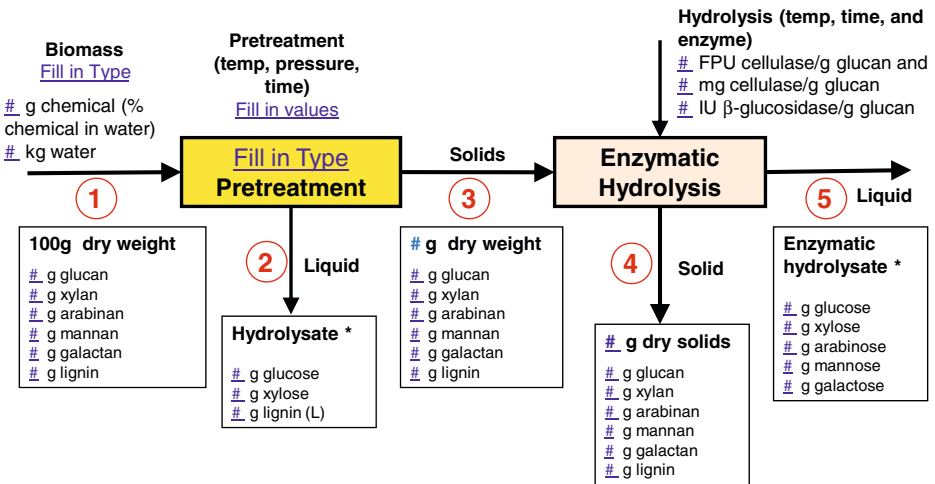 Biomass
Fill in Type
# g chemical (%
chemical in water)
# kg water
Pretreatment
(temp, pressure,
time)
Fill in values
Hydrolysis (temp, time, and
enzyme)
# FPU cellulase/g glucan and
# mg cellulase/g glucan
# IU β-glucosidase/g glucan
Fill in Type
Pretreatment
Solids
Enzymatic
Hydrolysis
Liquid
1
2
3
4
5
Liquid
Solid
100g dry weight
# g glucan
# g xylan
# g arabinan
# g mannan
# g galactan
# g lignin
Hydrolysate *
# g glucose
# g xylose
# g lignin (L)
# g dry weight
# g glucan
# g xylan
# g arabinan
# g mannan
# g galactan
# g lignin
# g dry solids
# g glucan
# g xylan
# g arabinan
# g mannan
# g galactan
# g lignin
Enzymatic
hydrolysate *
# g glucose
# g xylose
# g arabinose
# g mannose
# g galactose